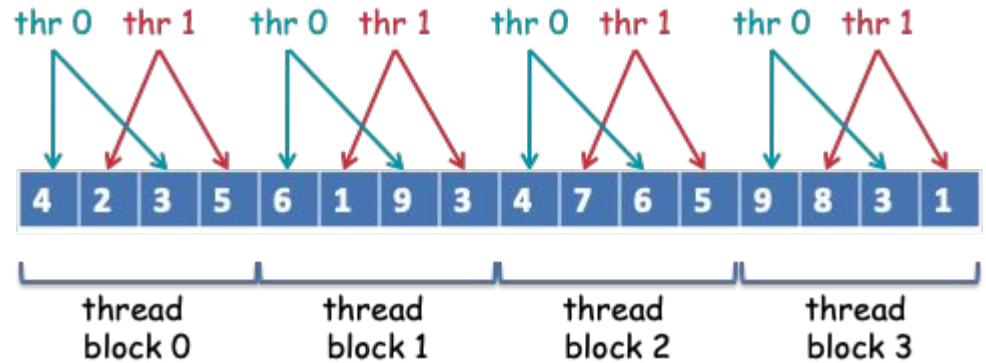 thr 0 thr 1 thr 0 thr 1 thr 0 thr 1 thr 0 thr 1
4 2 3 5 6 1 9 3 4 7 6 5 9 8 3 1
thread thread thread thread
block 0 block 1 block 2 block 3